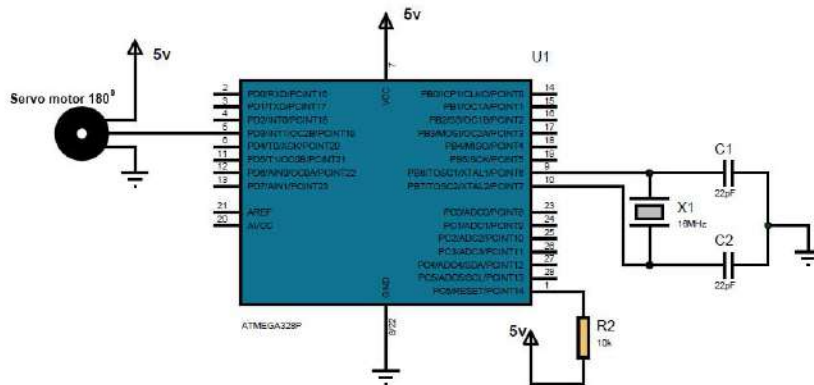 5v
5v
U1
Servo motor 180°
VCC
7
2 PD0/RXD/PCINT16
3 PD1/TXD/PCINT17
4 PD2/INT0/PCINT18
5 PD3/INT1/OC2B/PCINT19
6 PD4/T0/XCK/PCINT20
11 PD5/T1/OC0B/PCINT21
12 PD6/AIN0/OC0A/PCINT22
13 PD7/AIN1/PCINT23
21 AREF
20 AVCC
PB0/ICP1/CLKO/PCINT0 14
PB1/OC1A/PCINT1 15
PB2/SS/OC1B/PCINT2 16
PB3/MOSI/OC2A/PCINT3 17
PB4/MISO/PCINT4 18
PB5/SCK/PCINT5 19
PB6/TOSC1/XTAL1/PCINT6 9
PB7/TOSC2/XTAL2/PCINT7 10
PC0/ADC0/PCINT8 23
PC1/ADC1/PCINT9 24
PC2/ADC2/PCINT10 25
PC3/ADC3/PCINT11 26
PC4/ADC4/SDA/PCINT12 27
PC5/ADC5/SCL/PCINT13 28
PC6/RESET/PCINT14 1
GND
8/22
ATMEGA328P
C1
22pF
X1
16MHz
C2
22pF
5v
R2
10k